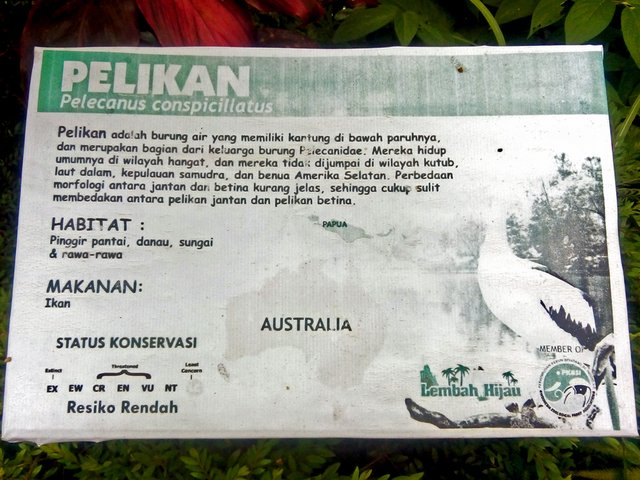 PELIKAN
Pelecanus conspicillatus
Pelikan adalah burung air yang memiliki kantung di bawah paruhnya,
dan merupakan bagian dari keluarga burung Pelecanidae. Mereka hidup
umumnya di wilayah hangat, dan mereka tidak dijumpai di wilayah kutub,
laut dalam, kepulauan samudra, dan benua Amerika Selatan. Perbedaan
morfologi antara jantan dan betina kurang jelas, sehingga cukup sulit
membedakan antara pelikan jantan dan pelikan betina.
HABITAT :
Pinggir pantai, danau, sungai
& rawa-rawa
PAPUA
MAKANAN:
Ikan
AUSTRALIA
STATUS KONSERVASI
Extinct Threatened Least Concern
EX EW CR EN VU NT
Resiko Rendah
MEMBER OF
PKBSI
Lembah Hijau